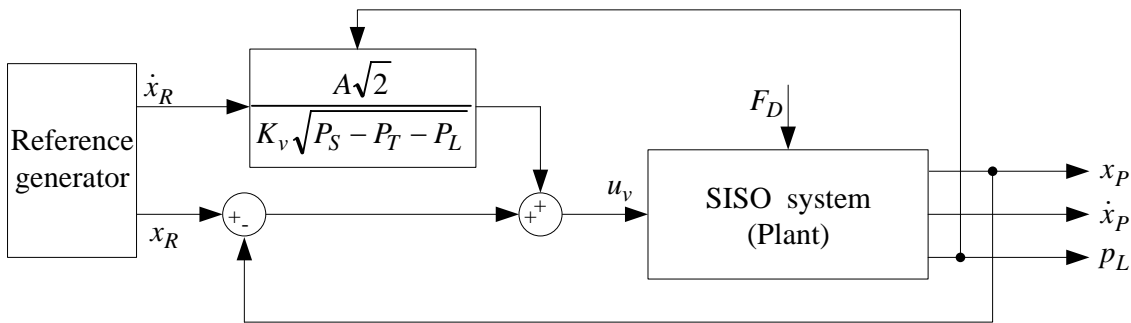 Reference
generator
ẋ_R
x_R
A√2
K_v√(P_S − P_T − P_L)
+
-
+
+
u_v
F_D
SISO system
(Plant)
x_P
ẋ_P
p_L